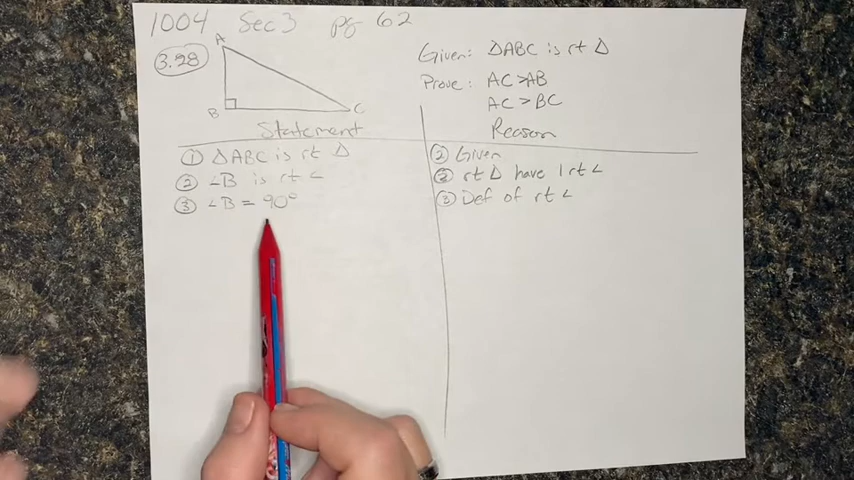 1004 Sec 3 pg 62
3.28
A
B
C
Given: △ABC is rt △
Prove: AC>AB
AC>BC
Statement
Reason
① △ABC is rt △
② Given
② ∠B is rt ∠
② rt △ have 1 rt ∠
③ ∠B = 90°
③ Def of rt ∠